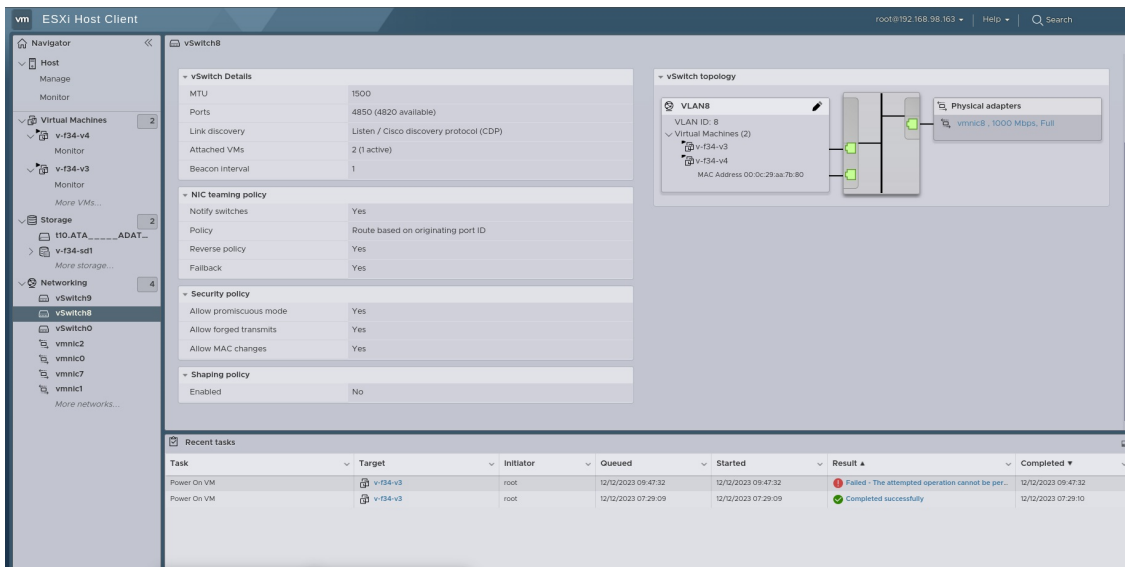 vm ESXi Host Client
root@192.168.98.163 Help Search
Navigator
Host
Manage
Monitor
Virtual Machines 2
v-f34-v4
Monitor
v-f34-v3
Monitor
More VMs...
Storage 2
t10.ATA_____ADAT...
v-f34-sd1
More storage...
Networking 4
vSwitch9
vSwitch8
vSwitch0
vmnic2
vmnic0
vmnic7
vmnic1
More networks...
vSwitch8
vSwitch Details
MTU 1500
Ports 4850 (4820 available)
Link discovery Listen / Cisco discovery protocol (CDP)
Attached VMs 2 (1 active)
Beacon interval 1
NIC teaming policy
Notify switches Yes
Policy Route based on originating port ID
Reverse policy Yes
Failback Yes
Security policy
Allow promiscuous mode Yes
Allow forged transmits Yes
Allow MAC changes Yes
Shaping policy
Enabled No
vSwitch topology
VLAN8
VLAN ID: 8
Virtual Machines (2)
v-f34-v3
v-f34-v4
MAC Address 00:0c:29:aa:7b:80
Physical adapters
vmnic8 , 1000 Mbps, Full
Recent tasks
Task Target Initiator Queued Started Result Completed
Power On VM v-f34-v3 root 12/12/2023 09:47:32 12/12/2023 09:47:32 Failed - The attempted operation cannot be per... 12/12/2023 09:47:32
Power On VM v-f34-v3 root 12/12/2023 07:29:09 12/12/2023 07:29:09 Completed successfully 12/12/2023 07:29:10